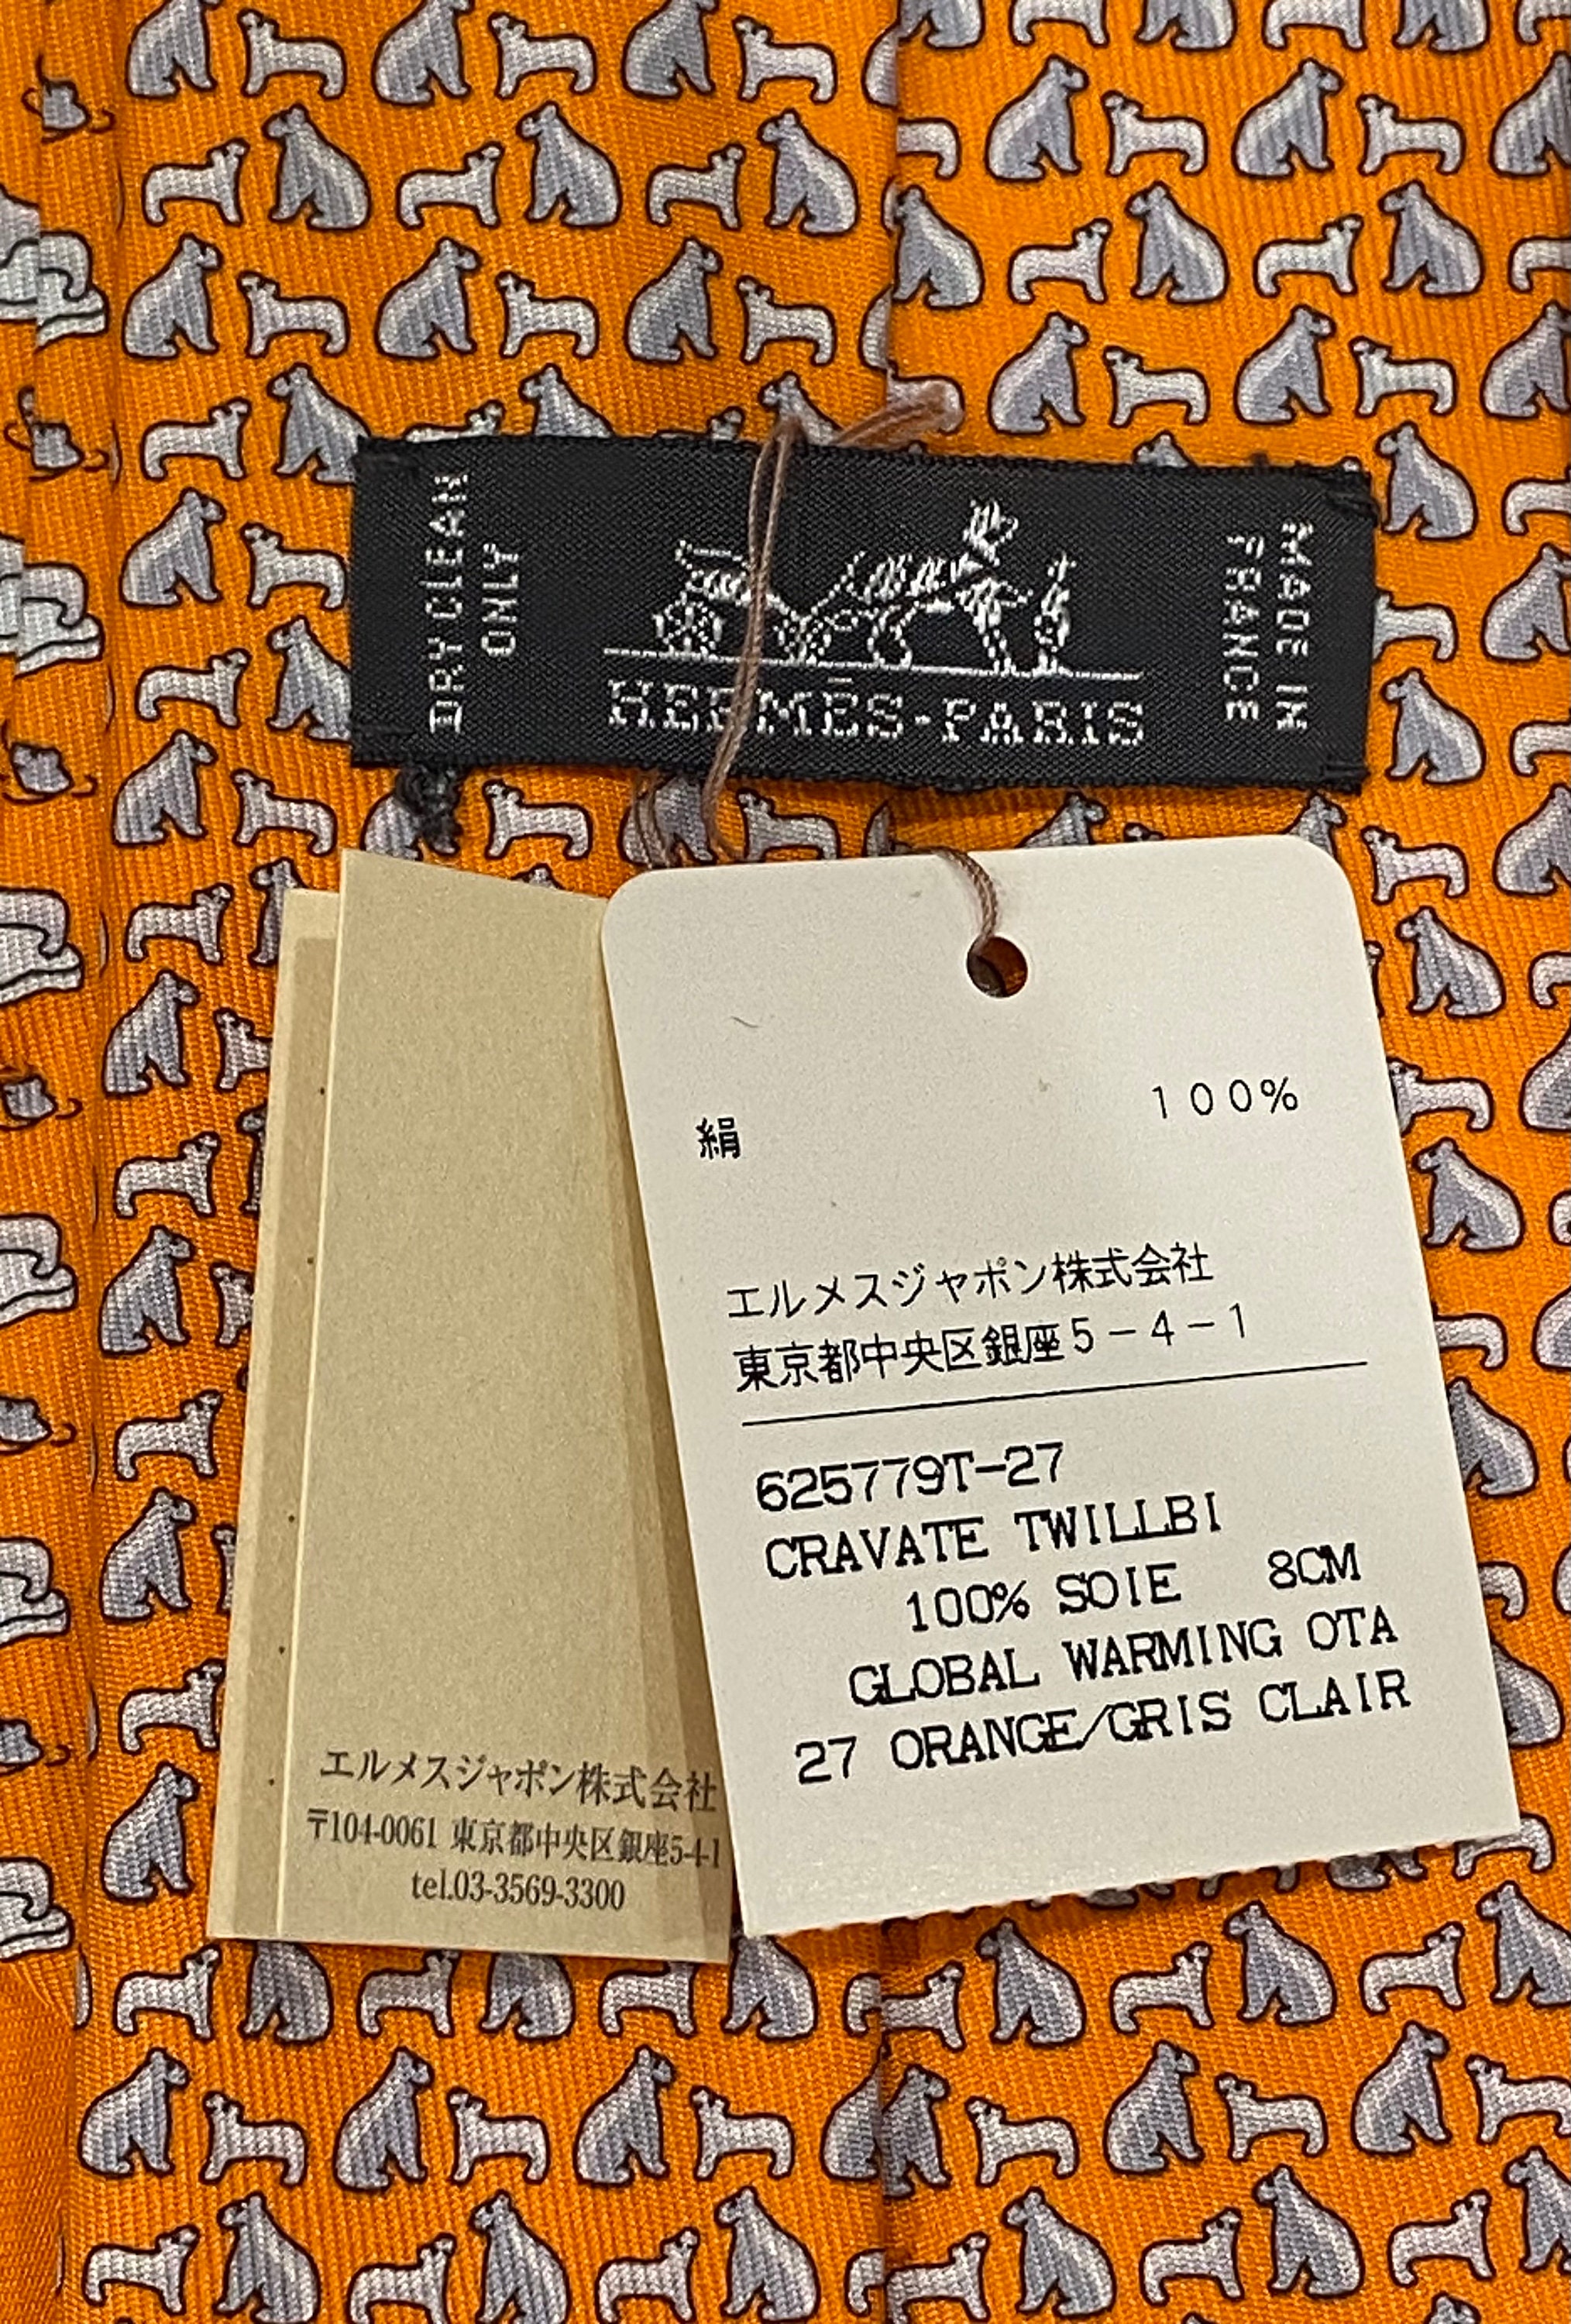 DRY CLEAN
ONLY
HERMÈS-PARIS
MADE IN
FRANCE
絹 100%
エルメスジャポン株式会社
東京都中央区銀座5-4-1
625779T-27
CRAVATE TWILLBI
100% SOIE 8CM
GLOBAL WARMING OTA
27 ORANGE/GRIS CLAIR
エルメスジャポン株式会社
〒104-0061 東京都中央区銀座5-4-1
tel.03-3569-3300